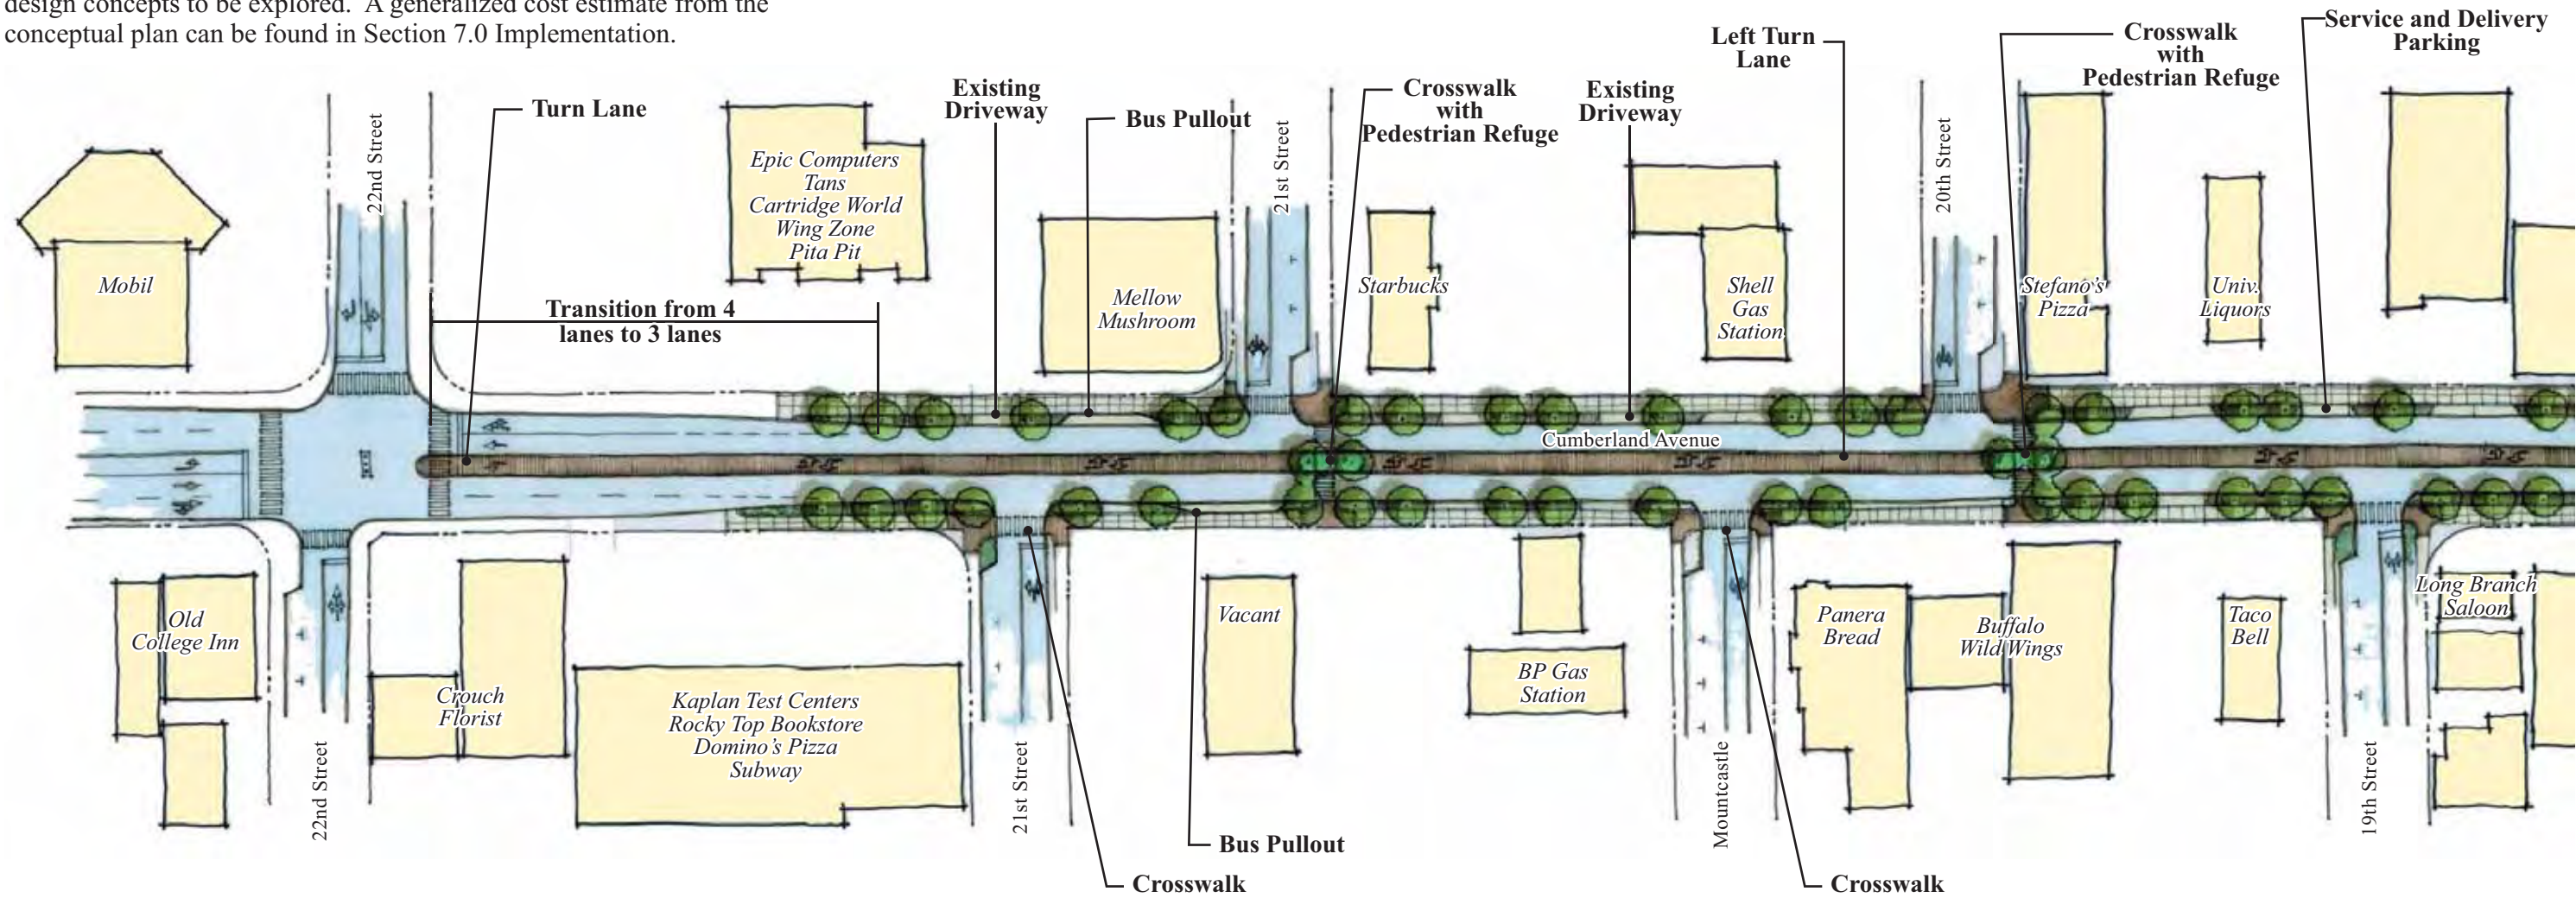 design concepts to be explored.  A generalized cost estimate from the
conceptual plan can be found in Section 7.0 Implementation.
Service and Delivery
Parking
Crosswalk
with
Pedestrian Refuge
Left Turn
Lane
Existing
Driveway
Crosswalk
with
Pedestrian Refuge
Existing
Driveway
Bus Pullout
Turn Lane
22nd Street
21st Street
20th Street
Epic Computers
Tans
Cartridge World
Wing Zone
Pita Pit
Mobil
Mellow
Mushroom
Starbucks
Shell
Gas
Station
Stefano's
Pizza
Univ.
Liquors
Transition from 4
lanes to 3 lanes
Cumberland Avenue
Old
College Inn
Crouch
Florist
Kaplan Test Centers
Rocky Top Bookstore
Domino's Pizza
Subway
Vacant
BP Gas
Station
Panera
Bread
Buffalo
Wild Wings
Taco
Bell
Long Branch
Saloon
22nd Street
21st Street
Mountcastle
19th Street
Bus Pullout
Crosswalk
Crosswalk